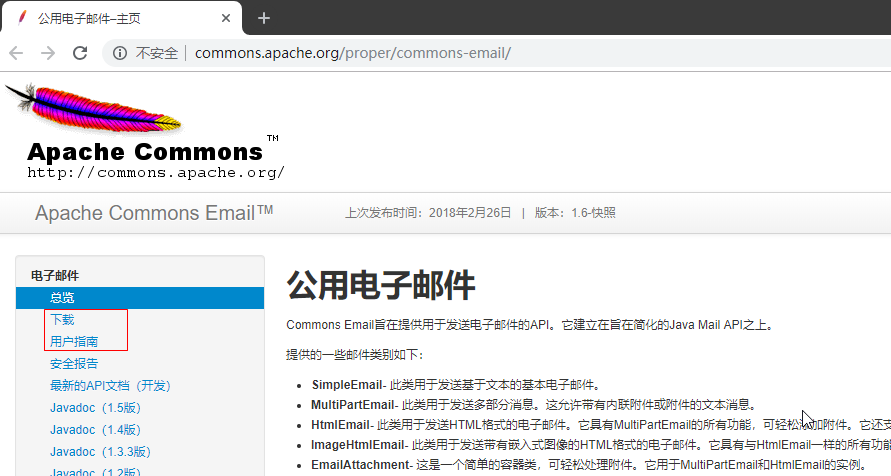 公用电子邮件–主页
不安全 | commons.apache.org/proper/commons-email/
Apache Commons™
http://commons.apache.org/
Apache Commons Email™ 上次发布时间：2018年2月26日 | 版本：1.6-快照
电子邮件
总览
下载
用户指南
安全报告
最新的API文档（开发）
Javadoc（1.5版）
Javadoc（1.4版）
Javadoc（1.3.3版）
Javadoc（1.2版）
公用电子邮件
Commons Email旨在提供用于发送电子邮件的API。它建立在旨在简化的Java Mail API之上。
提供的一些邮件类别如下：
SimpleEmail- 此类用于发送基于文本的基本电子邮件。
MultiPartEmail- 此类用于发送多部分消息。这允许带有内联附件或附件的文本消息。
HtmlEmail- 此类用于发送HTML格式的电子邮件。它具有MultiPartEmail的所有功能，可轻松添加附件。它还支
ImageHtmlEmail- 此类用于发送带有嵌入式图像的HTML格式的电子邮件。它具有与HtmlEmail一样的所有功能
EmailAttachment- 这是一个简单的容器类，可轻松处理附件。它用于MultiPartEmail和HtmlEmail的实例。